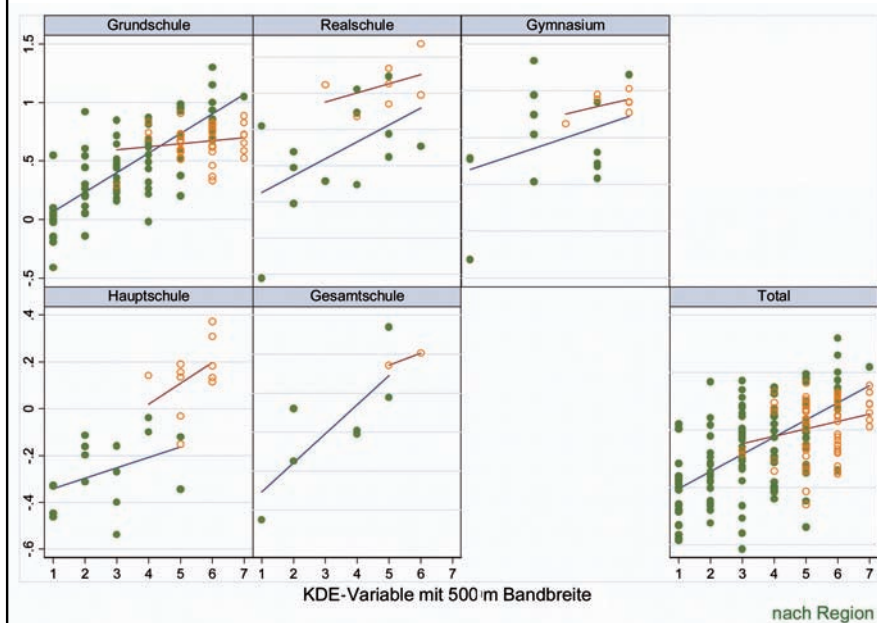 Grundschule Realschule Gymnasium
1.5
1
.5
0
-.5
Hauptschule Gesamtschule Total
.4
.2
0
-.2
-.4
-.6
1 2 3 4 5 6 7 1 2 3 4 5 6 7 1 2 3 4 5 6 7
KDE-Variable mit 500 m Bandbreite
nach Region